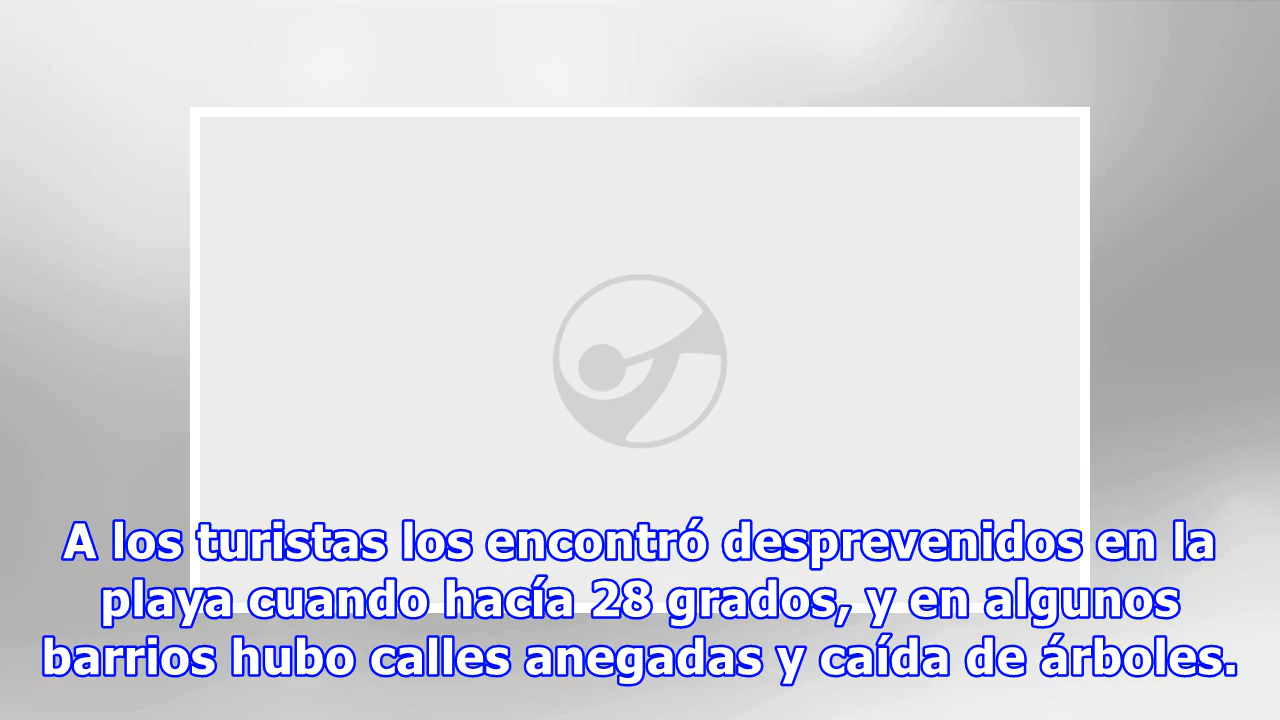 A los turistas los encontró desprevenidos en la
playa cuando hacía 28 grados, y en algunos
barrios hubo calles anegadas y caída de árboles.